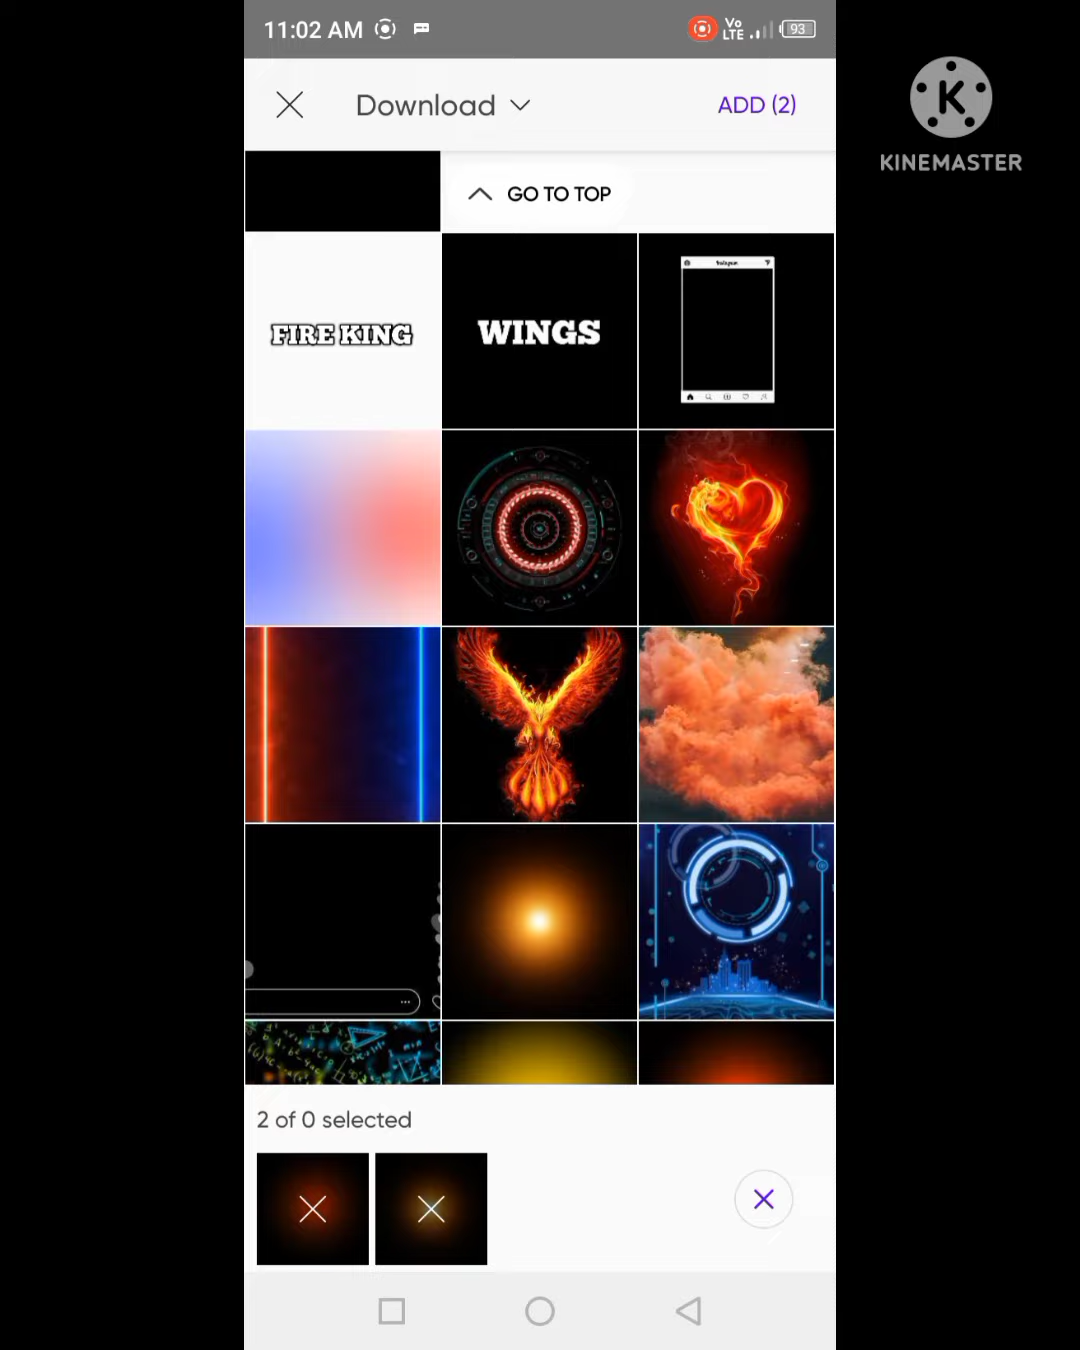 11:02 AM
Vo
LTE
93
Download
ADD (2)
KINEMASTER
GO TO TOP
FIRE KING
WINGS
Instagram
2 of 0 selected